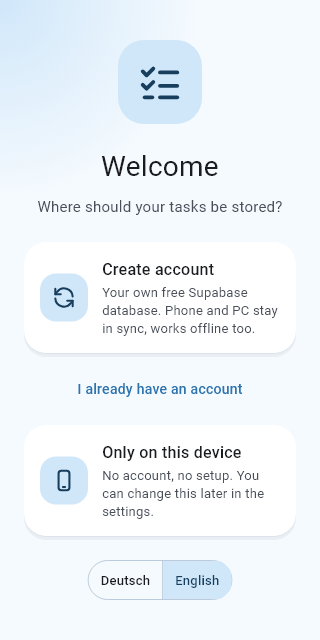 Welcome
Where should your tasks be stored?
Create account
Your own free Supabase
database. Phone and PC stay
in sync, works offline too.
I already have an account
Only on this device
No account, no setup. You
can change this later in the
settings.
Deutsch English